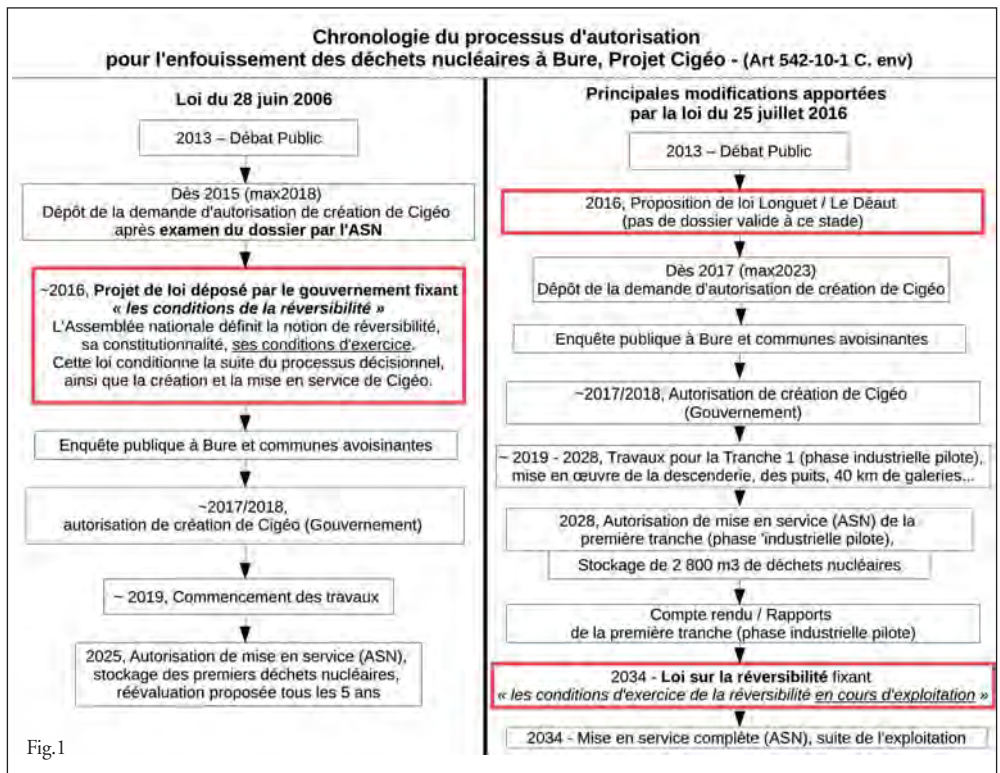 Chronologie du processus d'autorisation
pour l'enfouissement des déchets nucléaires à Bure, Projet Cigéo - (Art 542-10-1 C. env)
Loi du 28 juin 2006
2013 – Débat Public
Dès 2015 (max2018)
Dépôt de la demande d'autorisation de création de Cigéo
après examen du dossier par l'ASN
~2016, Projet de loi déposé par le gouvernement fixant
« les conditions de la réversibilité »
L'Assemblée nationale définit la notion de réversibilité,
sa constitutionnalité, ses conditions d'exercice.
Cette loi conditionne la suite du processus décisionnel,
ainsi que la création et la mise en service de Cigéo.
Enquête publique à Bure et communes avoisinantes
~2017/2018,
autorisation de création de Cigéo (Gouvernement)
~ 2019, Commencement des travaux
2025, Autorisation de mise en service (ASN),
stockage des premiers déchets nucléaires,
réévaluation proposée tous les 5 ans
Fig.1
Principales modifications apportées
par la loi du 25 juillet 2016
2013 – Débat Public
2016, Proposition de loi Longuet / Le Déaut
(pas de dossier valide à ce stade)
Dès 2017 (max2023)
Dépôt de la demande d'autorisation de création de Cigéo
Enquête publique à Bure et communes avoisinantes
~2017/2018, Autorisation de création de Cigéo
(Gouvernement)
~ 2019 - 2028, Travaux pour la Tranche 1 (phase industrielle pilote),
mise en œuvre de la descenderie, des puits, 40 km de galeries...
2028, Autorisation de mise en service (ASN) de la
première tranche (phase 'industrielle pilote),
Stockage de 2 800 m3 de déchets nucléaires
Compte rendu / Rapports
de la première tranche (phase industrielle pilote)
2034 - Loi sur la réversibilité fixant
« les conditions d'exercice de la réversibilité en cours d'exploitation »
2034 - Mise en service complète (ASN), suite de l'exploitation